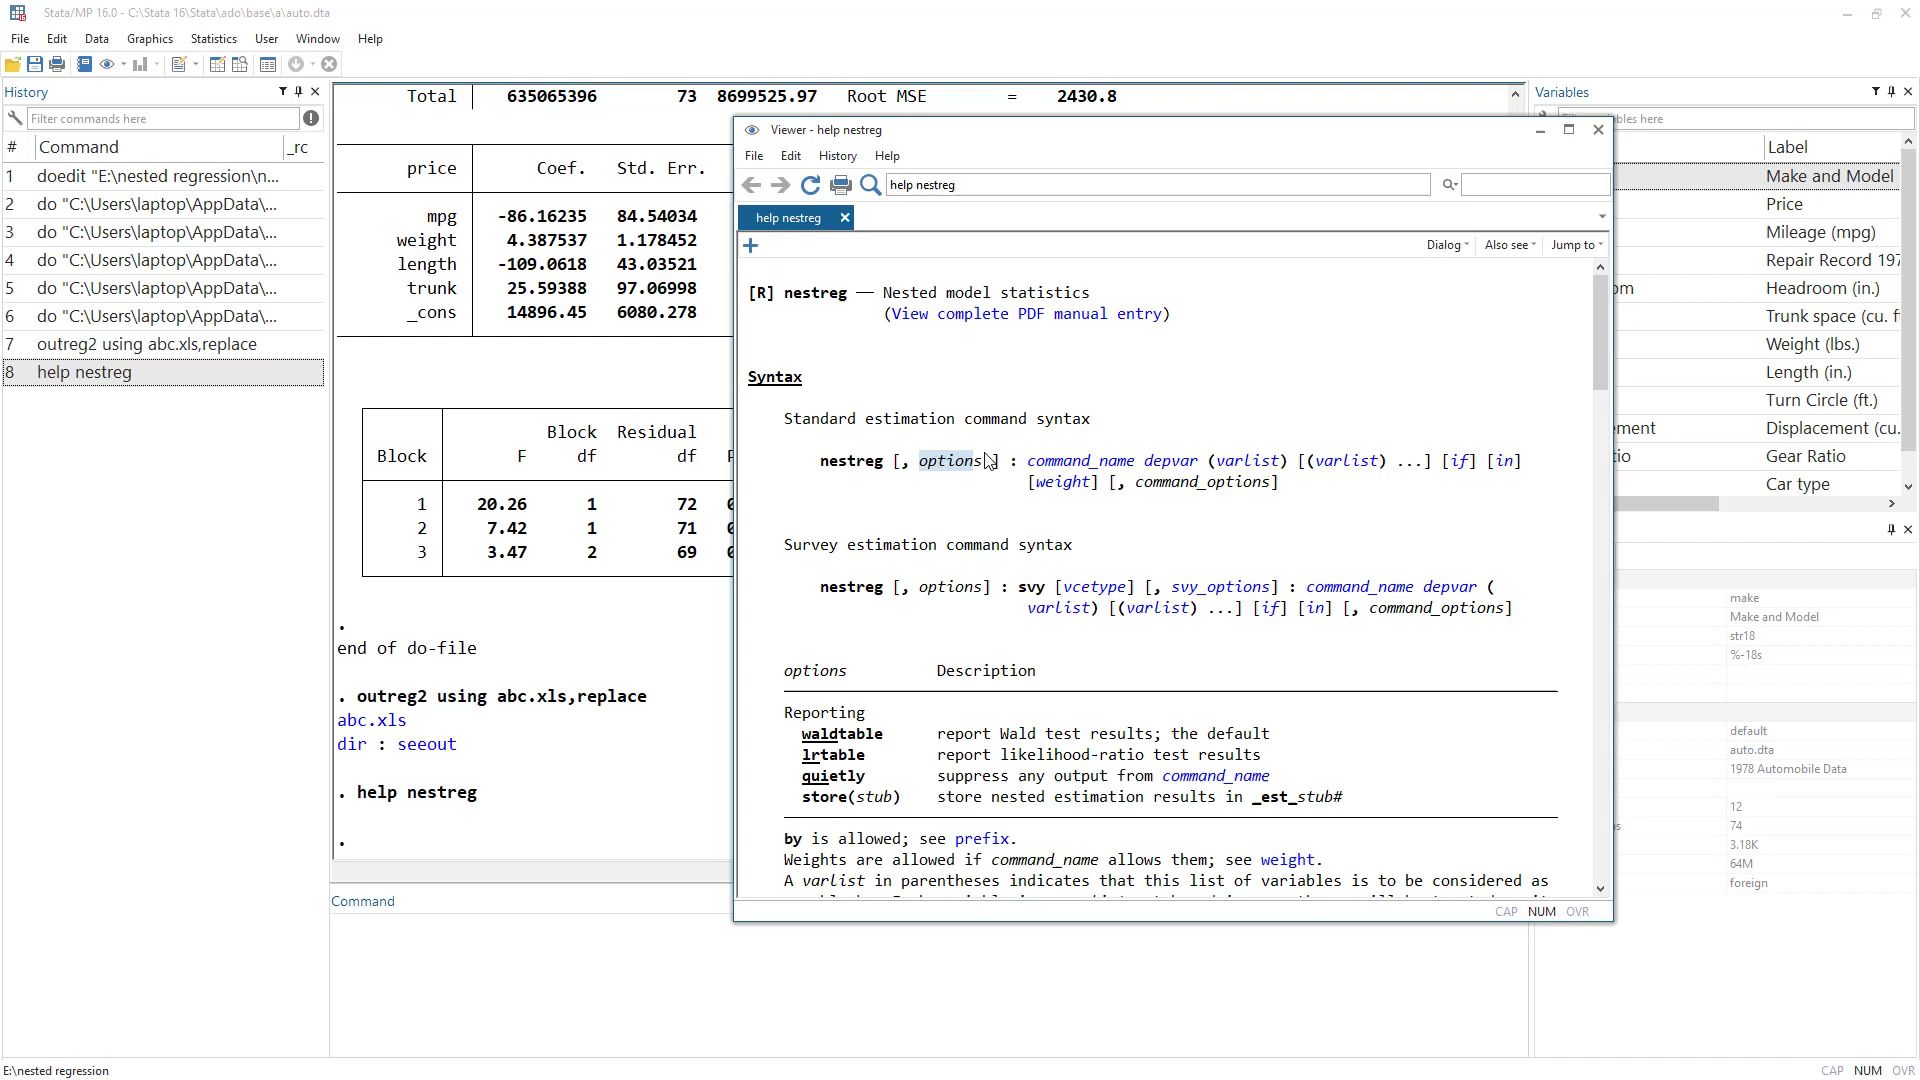 Stata/MP 16.0 - C:\Stata 16\Stata\ado\base\a\auto.dta
File Edit Data Graphics Statistics User Window Help
History
Filter commands here
# Command _rc
1 doedit "E:\nested regression\n...
2 do "C:\Users\laptop\AppData\...
3 do "C:\Users\laptop\AppData\...
4 do "C:\Users\laptop\AppData\...
5 do "C:\Users\laptop\AppData\...
6 do "C:\Users\laptop\AppData\...
7 outreg2 using abc.xls,replace
8 help nestreg
Total 635065396 73 8699525.97 Root MSE = 2430.8
price Coef. Std. Err.
mpg -86.16235 84.54034
weight 4.387537 1.178452
length -109.0618 43.03521
trunk 25.59388 97.06998
_cons 14896.45 6080.278
Block Residual
Block F df df
1 20.26 1 72
2 7.42 1 71
3 3.47 2 69
.
end of do-file
. outreg2 using abc.xls,replace
abc.xls
dir : seeout
. help nestreg
.
Command
Viewer - help nestreg
File Edit History Help
help nestreg
help nestreg
Dialog Also see Jump to
[R] nestreg — Nested model statistics
(View complete PDF manual entry)
Syntax
Standard estimation command syntax
nestreg [, options] : command_name depvar (varlist) [(varlist) ...] [if] [in]
[weight] [, command_options]
Survey estimation command syntax
nestreg [, options] : svy [vcetype] [, svy_options] : command_name depvar (
varlist) [(varlist) ...] [if] [in] [, command_options]
options Description
Reporting
waldtable report Wald test results; the default
lrtable report likelihood-ratio test results
quietly suppress any output from command_name
store(stub) store nested estimation results in _est_stub#
by is allowed; see prefix.
Weights are allowed if command_name allows them; see weight.
A varlist in parentheses indicates that this list of variables is to be considered as
CAP NUM OVR
Variables
bles here
Label
Make and Model
Price
Mileage (mpg)
Repair Record 197
om Headroom (in.)
Trunk space (cu. f
Weight (lbs.)
Length (in.)
Turn Circle (ft.)
ment Displacement (cu.
io Gear Ratio
Car type
make
Make and Model
str18
%-18s
default
auto.dta
1978 Automobile Data
12
s 74
3.18K
64M
foreign
E:\nested regression
CAP NUM OVR